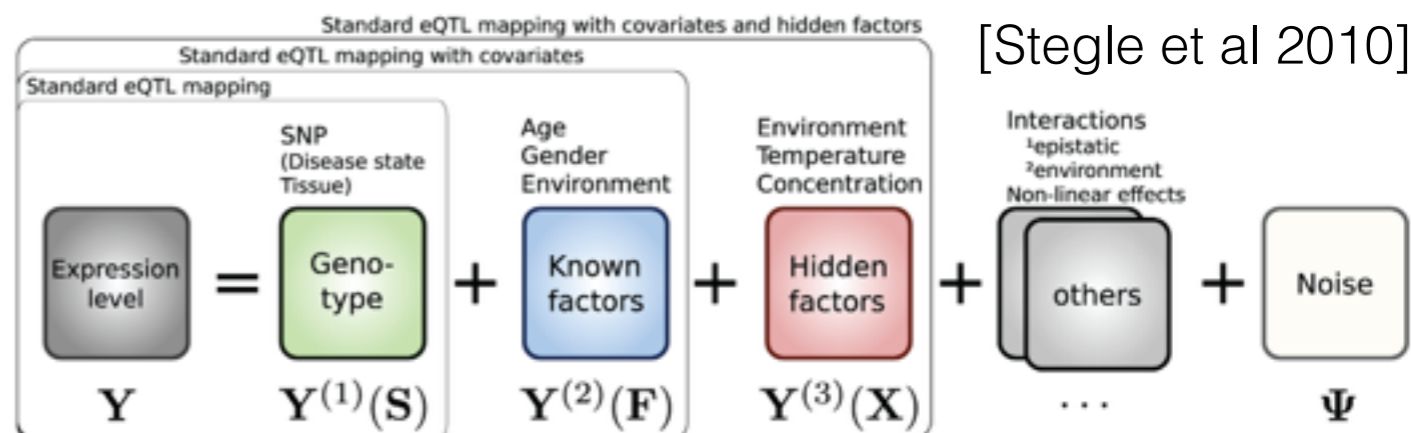 Standard eQTL mapping with covariates and hidden factors
[Stegle et al 2010]
Standard eQTL mapping with covariates
Standard eQTL mapping
SNP
(Disease state
Tissue)
Age
Gender
Environment
Environment
Temperature
Concentration
Interactions
¹epistatic
²environment
Non-linear effects
Expression
level
=
Geno-
type
+
Known
factors
+
Hidden
factors
+
others
+
Noise
Y
Y⁽¹⁾(S)
Y⁽²⁾(F)
Y⁽³⁾(X)
. . .
Ψ